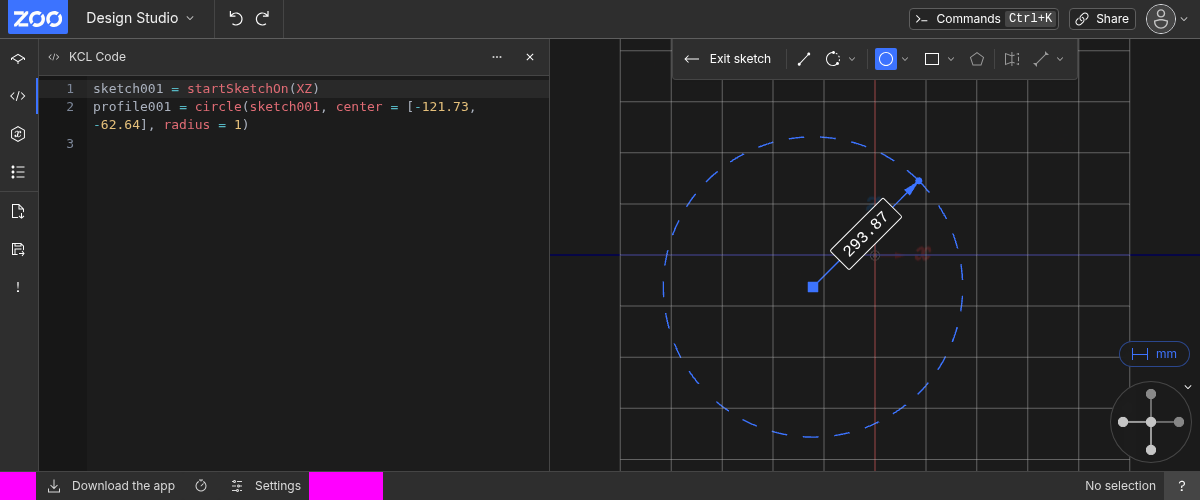 ZOO Design Studio Commands Ctrl+K Share
KCL Code
Exit sketch
1 sketch001 = startSketchOn(XZ)
2 profile001 = circle(sketch001, center = [-121.73,
-62.64], radius = 1)
3
293.87
mm
Download the app Settings No selection ?